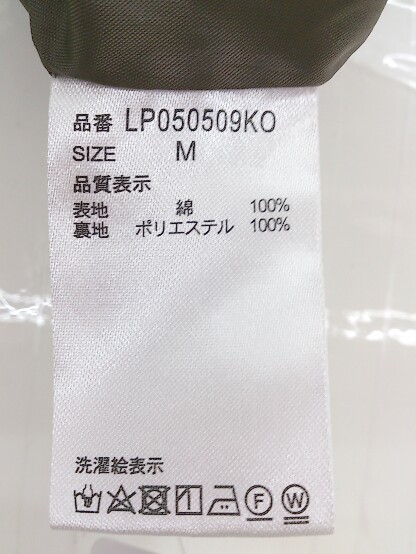 品番 LP050509KO
SIZE M
品質表示
表地 綿 100%
裏地 ポリエステル 100%
洗濯絵表示
F W